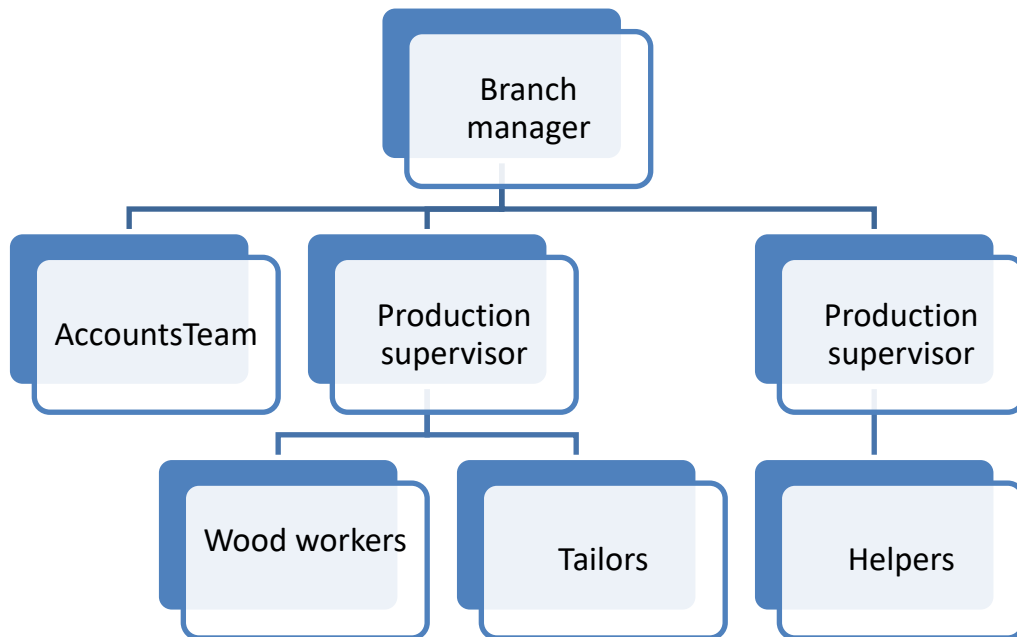 Branch
manager
AccountsTeam
Production
supervisor
Production
supervisor
Wood workers
Tailors
Helpers